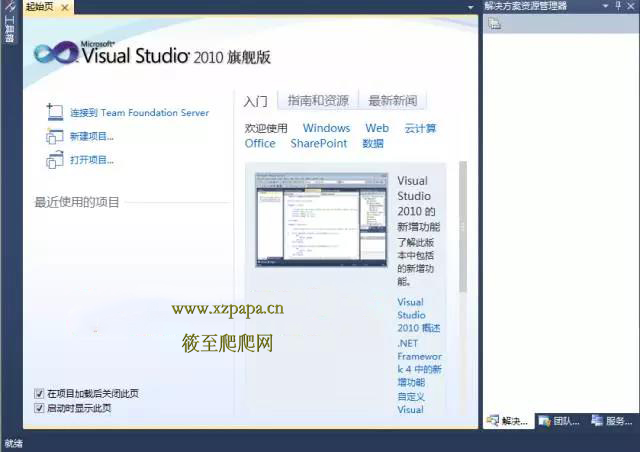 起始页
解决方案资源管理器
工具箱
Microsoft
Visual Studio 2010 旗舰版
连接到 Team Foundation Server
新建项目...
打开项目...
最近使用的项目
入门
指南和资源
最新新闻
欢迎使用 Windows Web 云计算
Office SharePoint 数据
Visual
Studio
2010 的
新增功能
了解此版
本中包括
的新增功
能。
Visual
Studio
2010 概述
.NET
Framewor
k 4 中的新
增功能
自定义
Visual
www.xzpapa.cn
筱至爬爬网
在项目加载后关闭此页
启动时显示此页
解决...
团队...
服务...
就绪